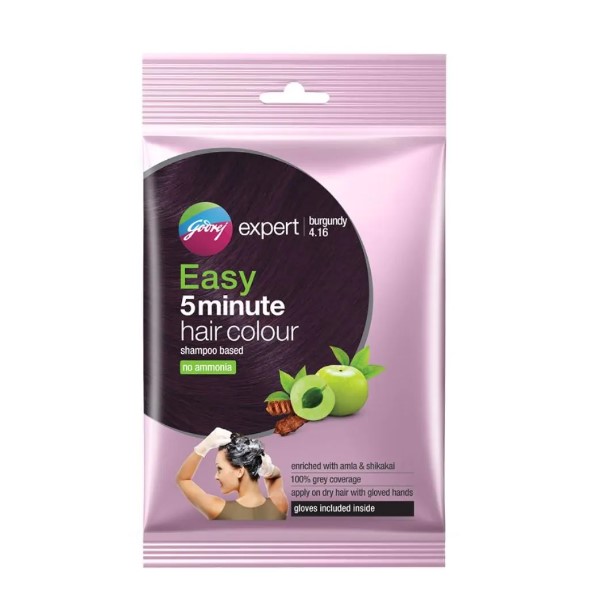 Godrej
expert
burgundy
4.16
Easy
5 minute
hair colour
shampoo based
no ammonia
enriched with amla & shikakai
100% grey coverage
apply on dry hair with gloved hands
gloves included inside